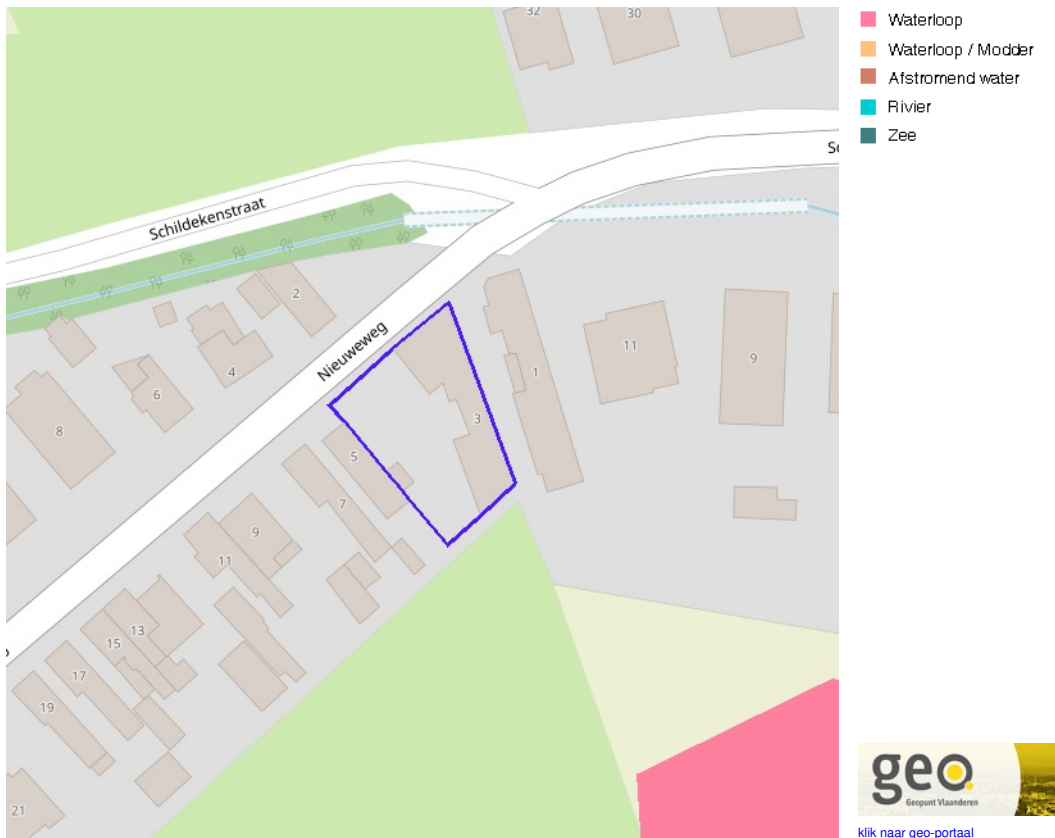 32
30
Waterloop
Waterloop / Modder
Afstromend water
Rivier
Zee
Schildekenstraat
2
Nieuweweg
4
6
8
1
11
9
3
5
7
9
11
13
15
17
19
21
geo.
Geopunt Vlaanderen
klik naar geo-portaal